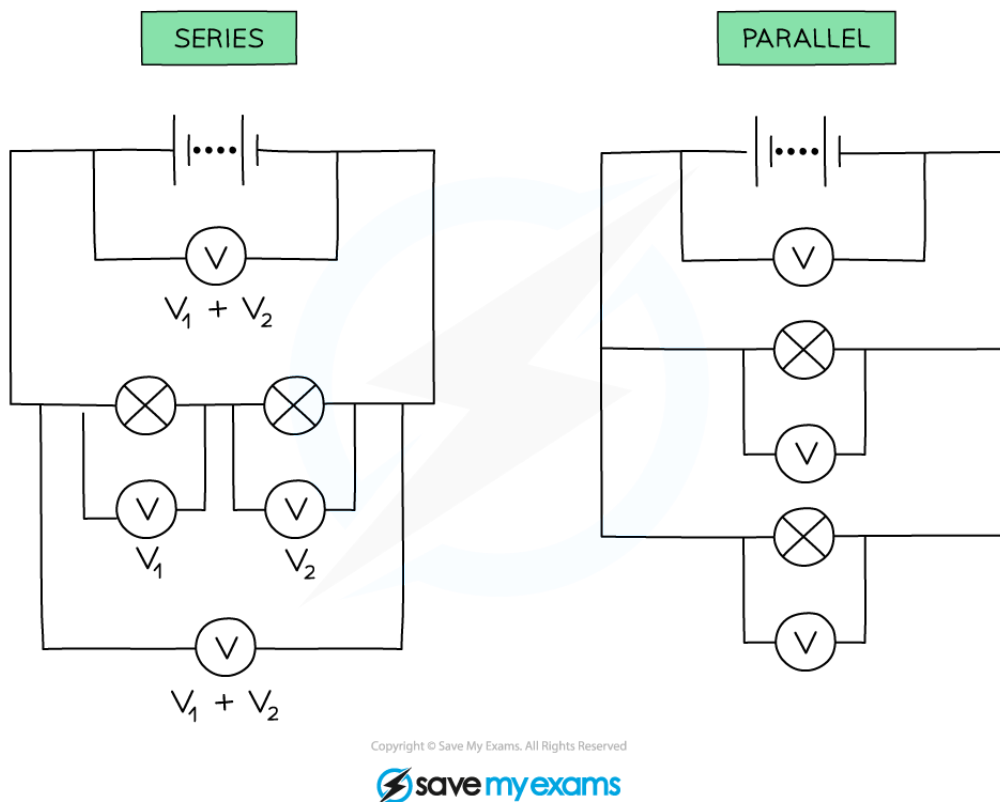 SERIES
PARALLEL
V
V₁ + V₂
V
V
V
V₁
V₂
V
V₁ + V₂
V
V
Copyright © Save My Exams. All Rights Reserved
save my exams